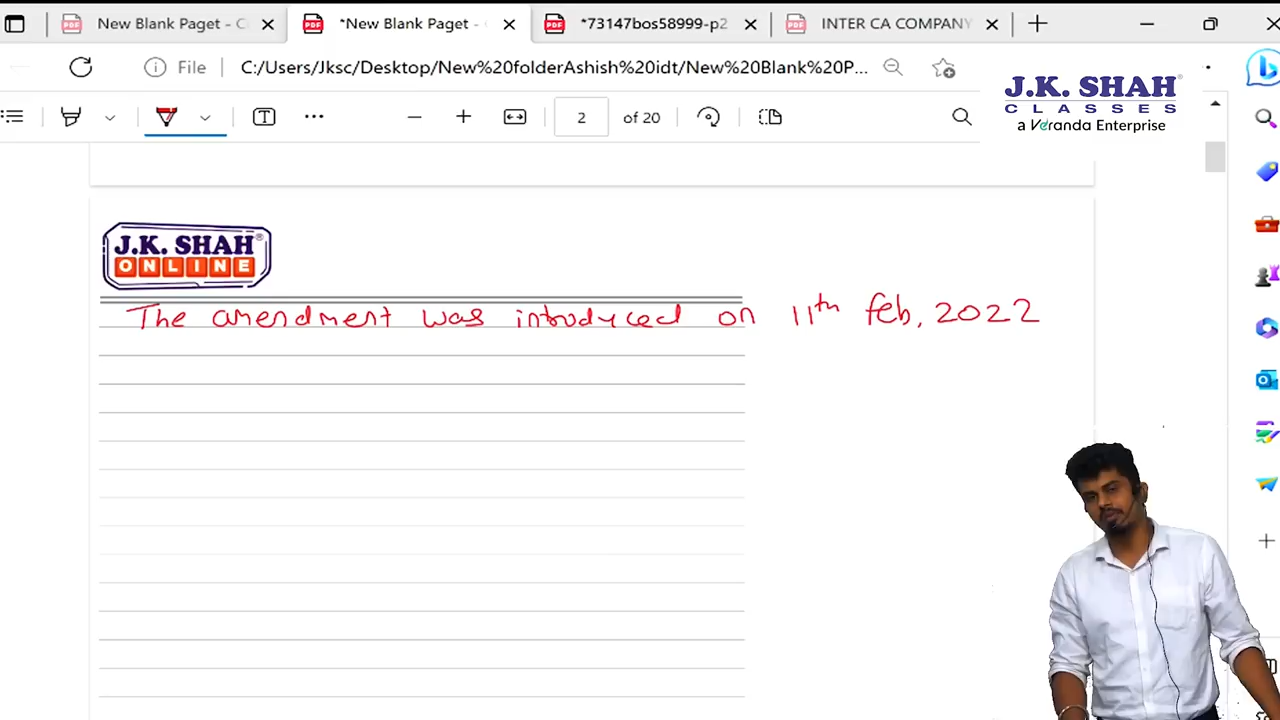 New Blank Paget - C
*New Blank Paget - 
*73147bos58999-p2
INTER CA COMPANY
File
C:/Users/Jksc/Desktop/New%20folderAshish%20idt/New%20Blank%20P...
J.K. SHAH
CLASSES
a Veranda Enterprise
2 of 20
J.K. SHAH
ONLINE
The amendment was introduced on 11th feb, 2022